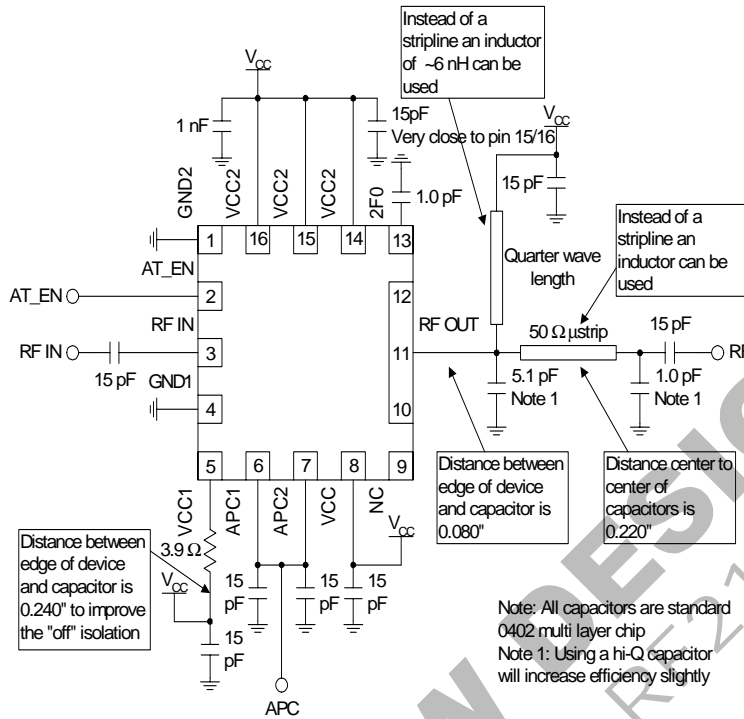 Instead of a
stripline an inductor
of ~6 nH can be
used
VCC
1 nF
15pF
Very close to pin 15/16
VCC
15 pF
1.0 pF
GND2
VCC2
VCC2
VCC2
2F0
1
16
15
14
13
Instead of a
stripline an
inductor can be
used
Quarter wave
length
AT_EN
AT_EN
2
12
RF IN
RF IN
15 pF
3
11
RF OUT
50 Ω µstrip
15 pF
RF
5.1 pF
Note 1
1.0 pF
Note 1
GND1
4
10
5
6
7
8
9
VCC1
APC1
APC2
VCC
NC
Distance between
edge of device
and capacitor is
0.080"
Distance center to
center of
capacitors is
0.220"
Distance between
edge of device
and capacitor is
0.240" to improve
the "off" isolation
3.9 Ω
VCC
VCC
15
pF
15
pF
15
pF
15
pF
APC
Note: All capacitors are standard
0402 multi layer chip
Note 1: Using a hi-Q capacitor
will increase efficiency slightly
W DESIG
RF21